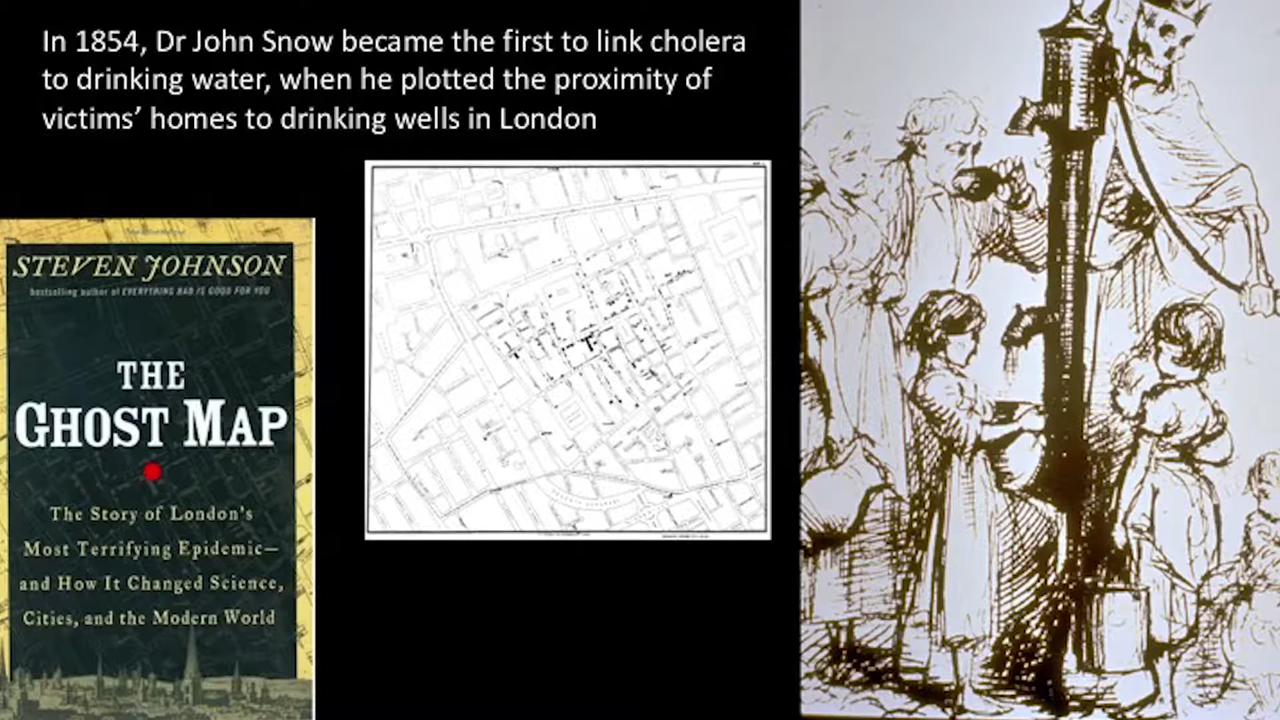 In 1854, Dr John Snow became the first to link cholera
to drinking water, when he plotted the proximity of
victims’ homes to drinking wells in London
STEVEN JOHNSON
bestselling author of EVERYTHING BAD IS GOOD FOR YOU
THE
GHOST MAP
The Story of London's
Most Terrifying Epidemic—
and How It Changed Science,
Cities, and the Modern World